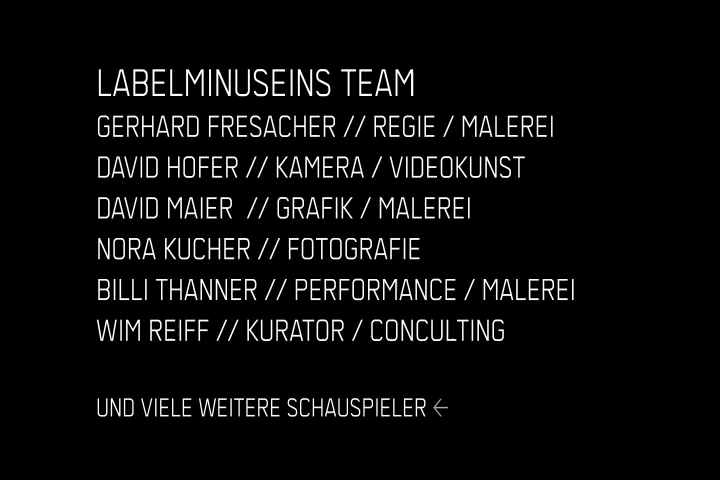 LABELMINUSEINS TEAM
GERHARD FRESACHER // REGIE / MALEREI
DAVID HOFER // KAMERA / VIDEOKUNST
DAVID MAIER // GRAFIK / MALEREI
NORA KUCHER // FOTOGRAFIE
BILLI THANNER // PERFORMANCE / MALEREI
WIM REIFF // KURATOR / CONCULTING
UND VIELE WEITERE SCHAUSPIELER ←